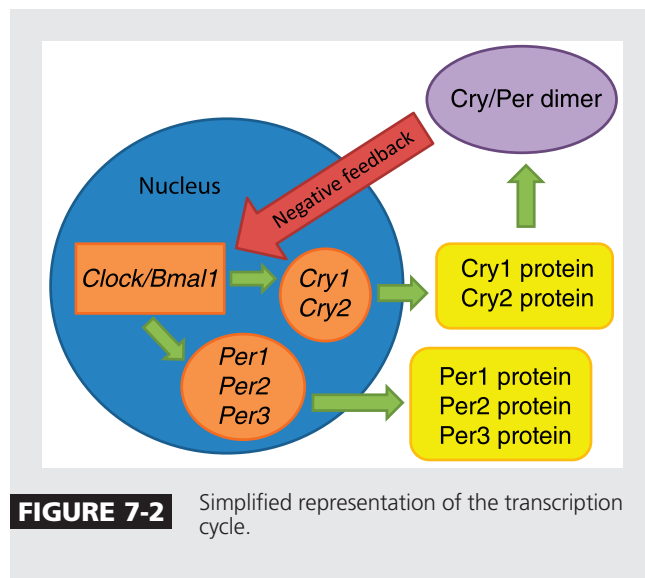 Cry/Per dimer
Negative feedback
Nucleus
Clock/Bmal1
Cry1
Cry2
Cry1 protein
Cry2 protein
Per1
Per2
Per3
Per1 protein
Per2 protein
Per3 protein
FIGURE 7-2
Simplified representation of the transcription
cycle.